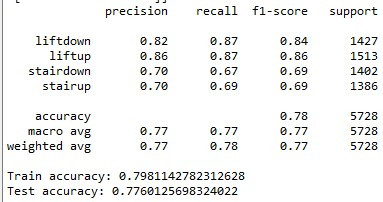 precision recall f1-score support
liftdown 0.82 0.87 0.84 1427
liftup 0.86 0.87 0.86 1513
stairdown 0.70 0.67 0.69 1402
stairup 0.70 0.69 0.69 1386
accuracy 0.78 5728
macro avg 0.77 0.77 0.77 5728
weighted avg 0.77 0.78 0.77 5728
Train accuracy: 0.7981142782312628
Test accuracy: 0.7760125698324022